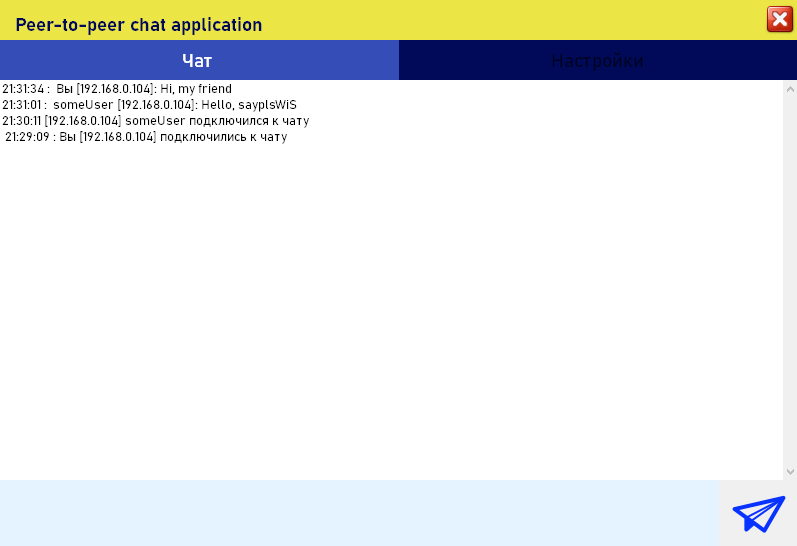 Peer-to-peer chat application
Чат
Настройки
21:31:34 : Вы [192.168.0.104]: Hi, my friend
21:31:01 : someUser [192.168.0.104]: Hello, sayplsWiS
21:30:11 [192.168.0.104] someUser подключился к чату
21:29:09 : Вы [192.168.0.104] подключились к чату